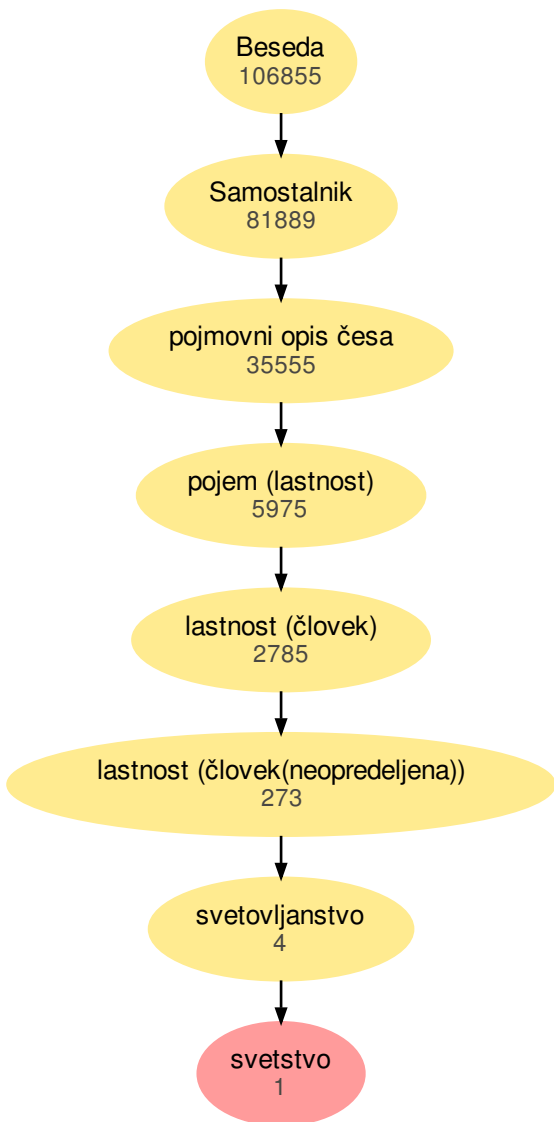 Beseda
106855
Samostalnik
81889
pojmovni opis česa
35555
pojem (lastnost)
5975
lastnost (človek)
2785
lastnost (človek(neopredeljena))
273
svetovljanstvo
4
svetstvo
1